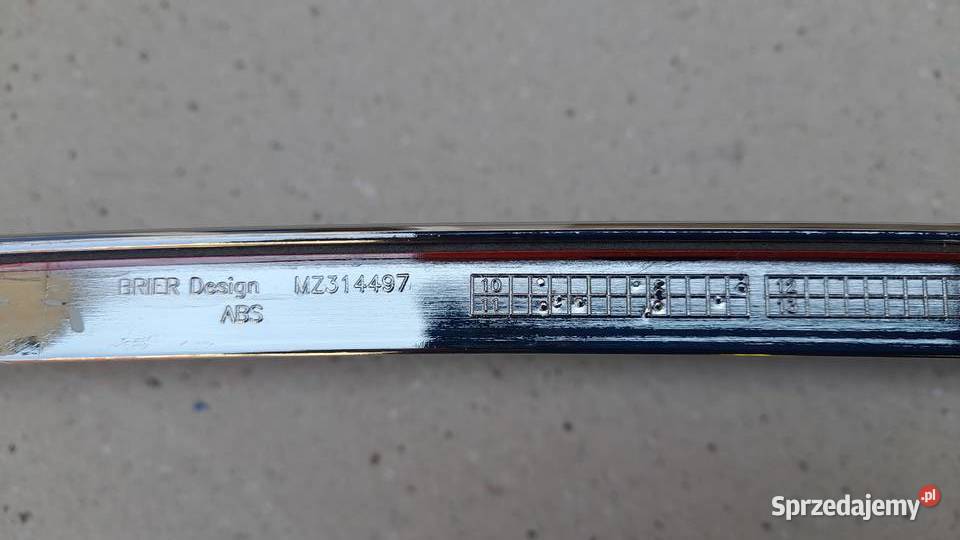 BRIER Design MZ314497
ABS
10
11
12
13
Sprzedajemy.pl